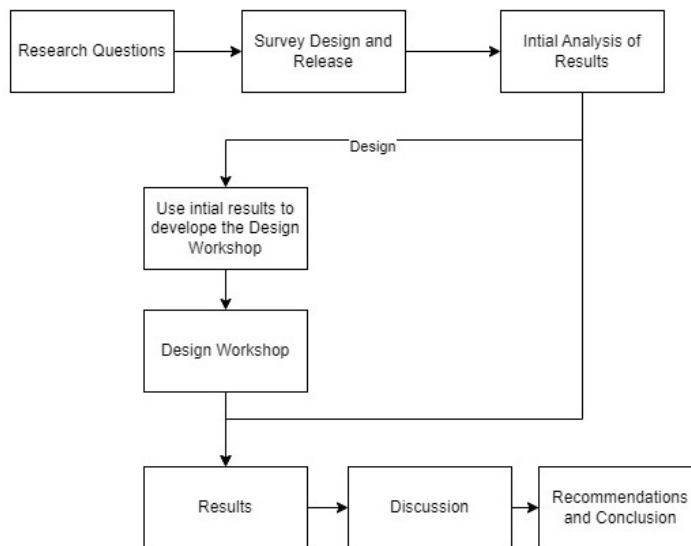 Research Questions
Survey Design and
Release
Intial Analysis of
Results
Design
Use intial results to
develope the Design
Workshop
Design Workshop
Results
Discussion
Recommendations
and Conclusion